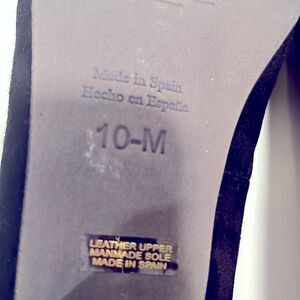 Made in Spain
Hecho en España
10-M
LEATHER UPPER
MANMADE SOLE
MADE IN SPAIN